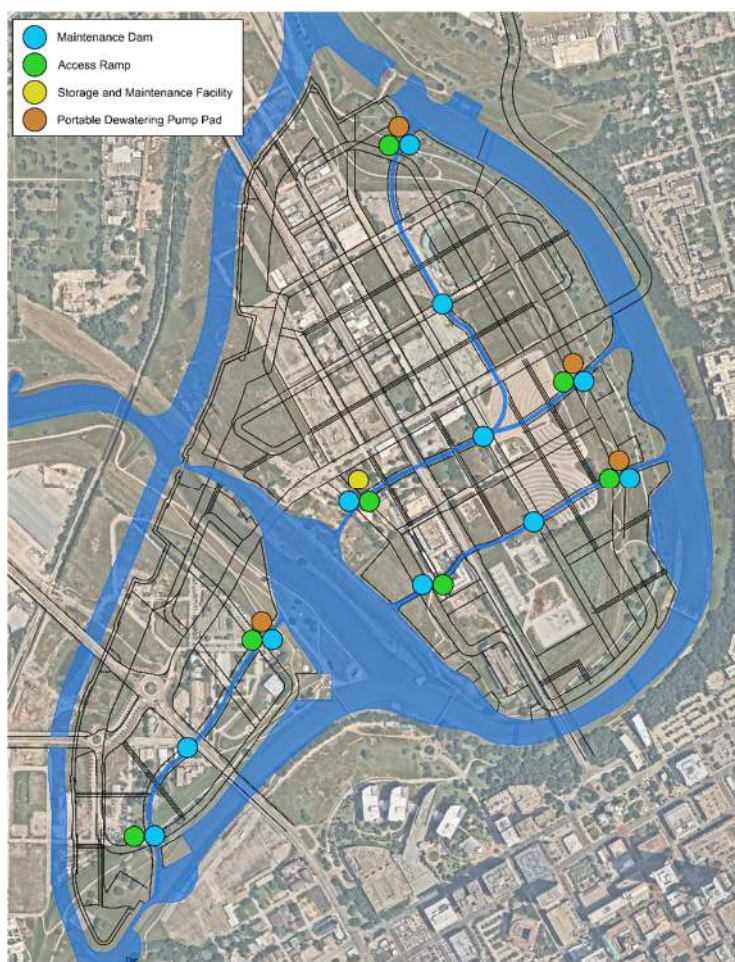 Maintenance Dam
Access Ramp
Storage and Maintenance Facility
Portable Dewatering Pump Pad